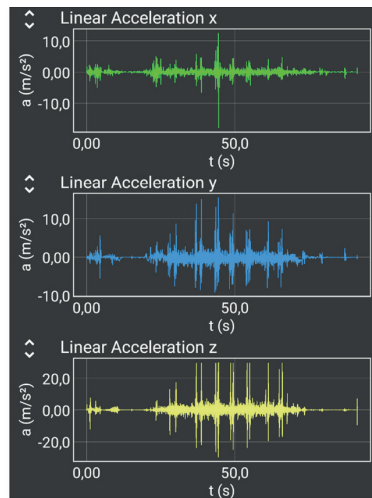 Linear Acceleration x
a (m/s²)
10,0
0,00
-10,0
0,00
50,0
t (s)
Linear Acceleration y
a (m/s²)
10,0
0,00
-10,0
0,00
50,0
t (s)
Linear Acceleration z
a (m/s²)
20,0
0,00
-20,0
0,00
50,0
t (s)